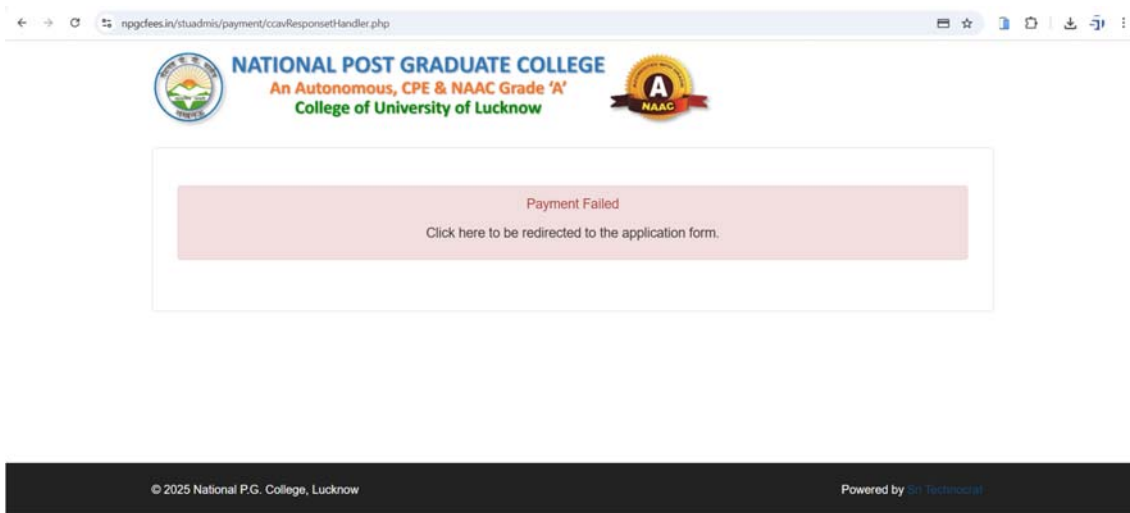 npgcfees.in/stuadmis/payment/ccavResponsetHandler.php
NATIONAL POST GRADUATE COLLEGE
An Autonomous, CPE & NAAC Grade ‘A’
College of University of Lucknow
A
NAAC
Payment Failed
Click here to be redirected to the application form.
© 2025 National P.G. College, Lucknow
Powered by Sri Technocrat